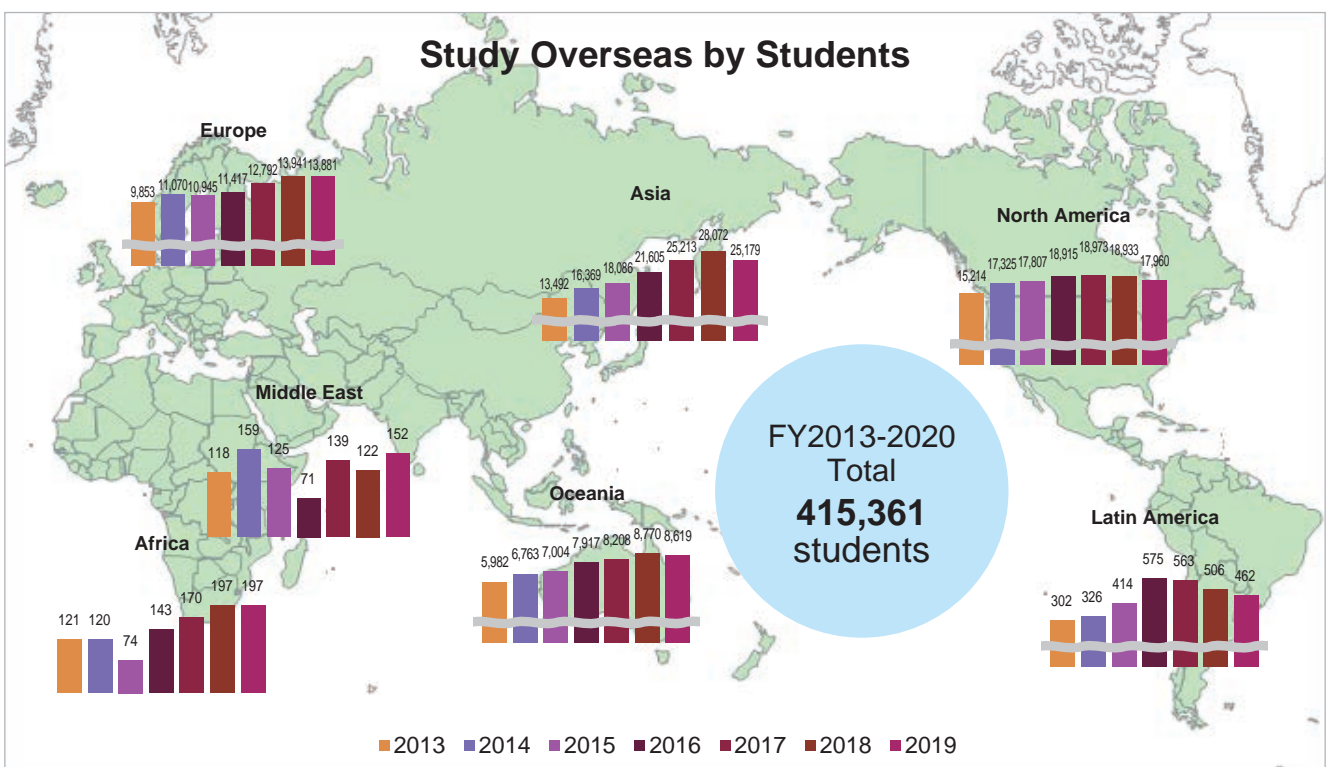 Study Overseas by Students
Europe
9,853 11,070 10,945 11,417 12,792 13,941 13,881
Asia
13,492 16,369 18,086 21,605 25,213 28,072 25,179
North America
15,214 17,325 17,807 18,915 18,973 18,933 17,960
Middle East
118 159 125 71 139 122 152
FY2013-2020
Total
415,361
students
Oceania
5,982 6,763 7,004 7,917 8,208 8,770 8,619
Latin America
302 326 414 575 563 506 462
Africa
121 120 74 143 170 197 197
2013 2014 2015 2016 2017 2018 2019